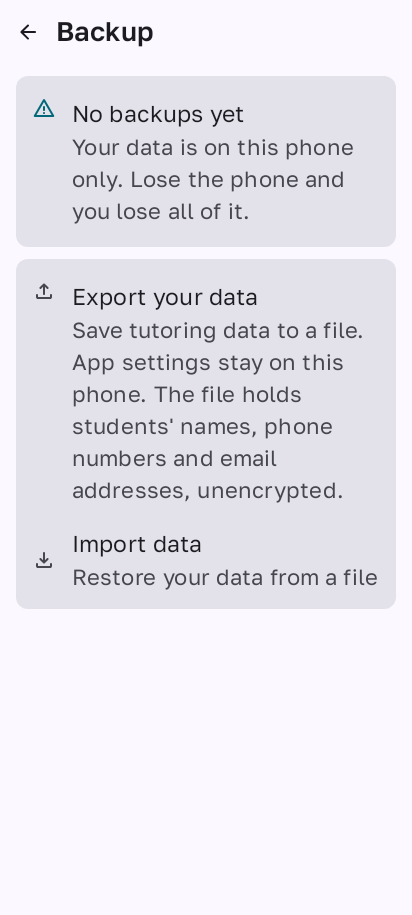 Backup
No backups yet
Your data is on this phone
only. Lose the phone and
you lose all of it.
Export your data
Save tutoring data to a file.
App settings stay on this
phone. The file holds
students' names, phone
numbers and email
addresses, unencrypted.
Import data
Restore your data from a file